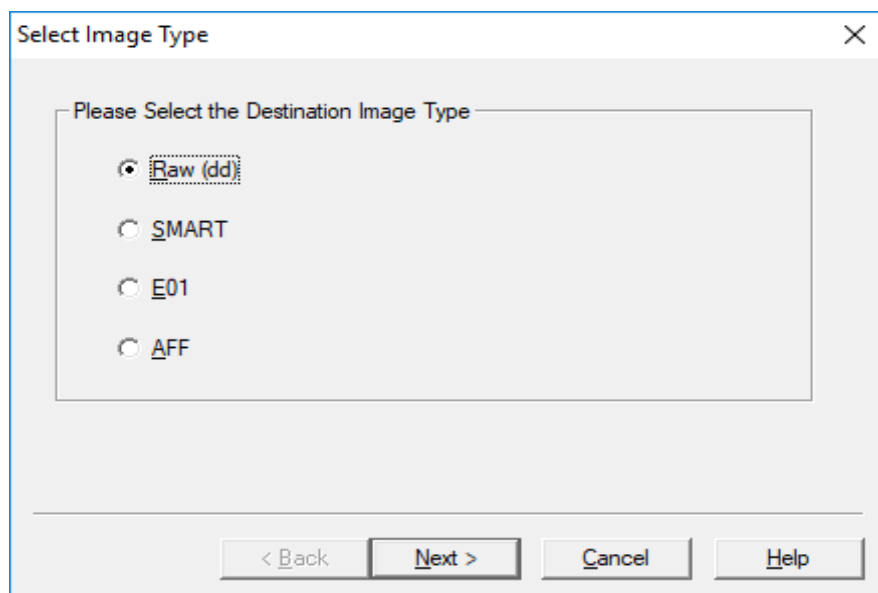 Select Image Type
Please Select the Destination Image Type
Raw (dd)
SMART
E01
AFF
< Back Next > Cancel Help